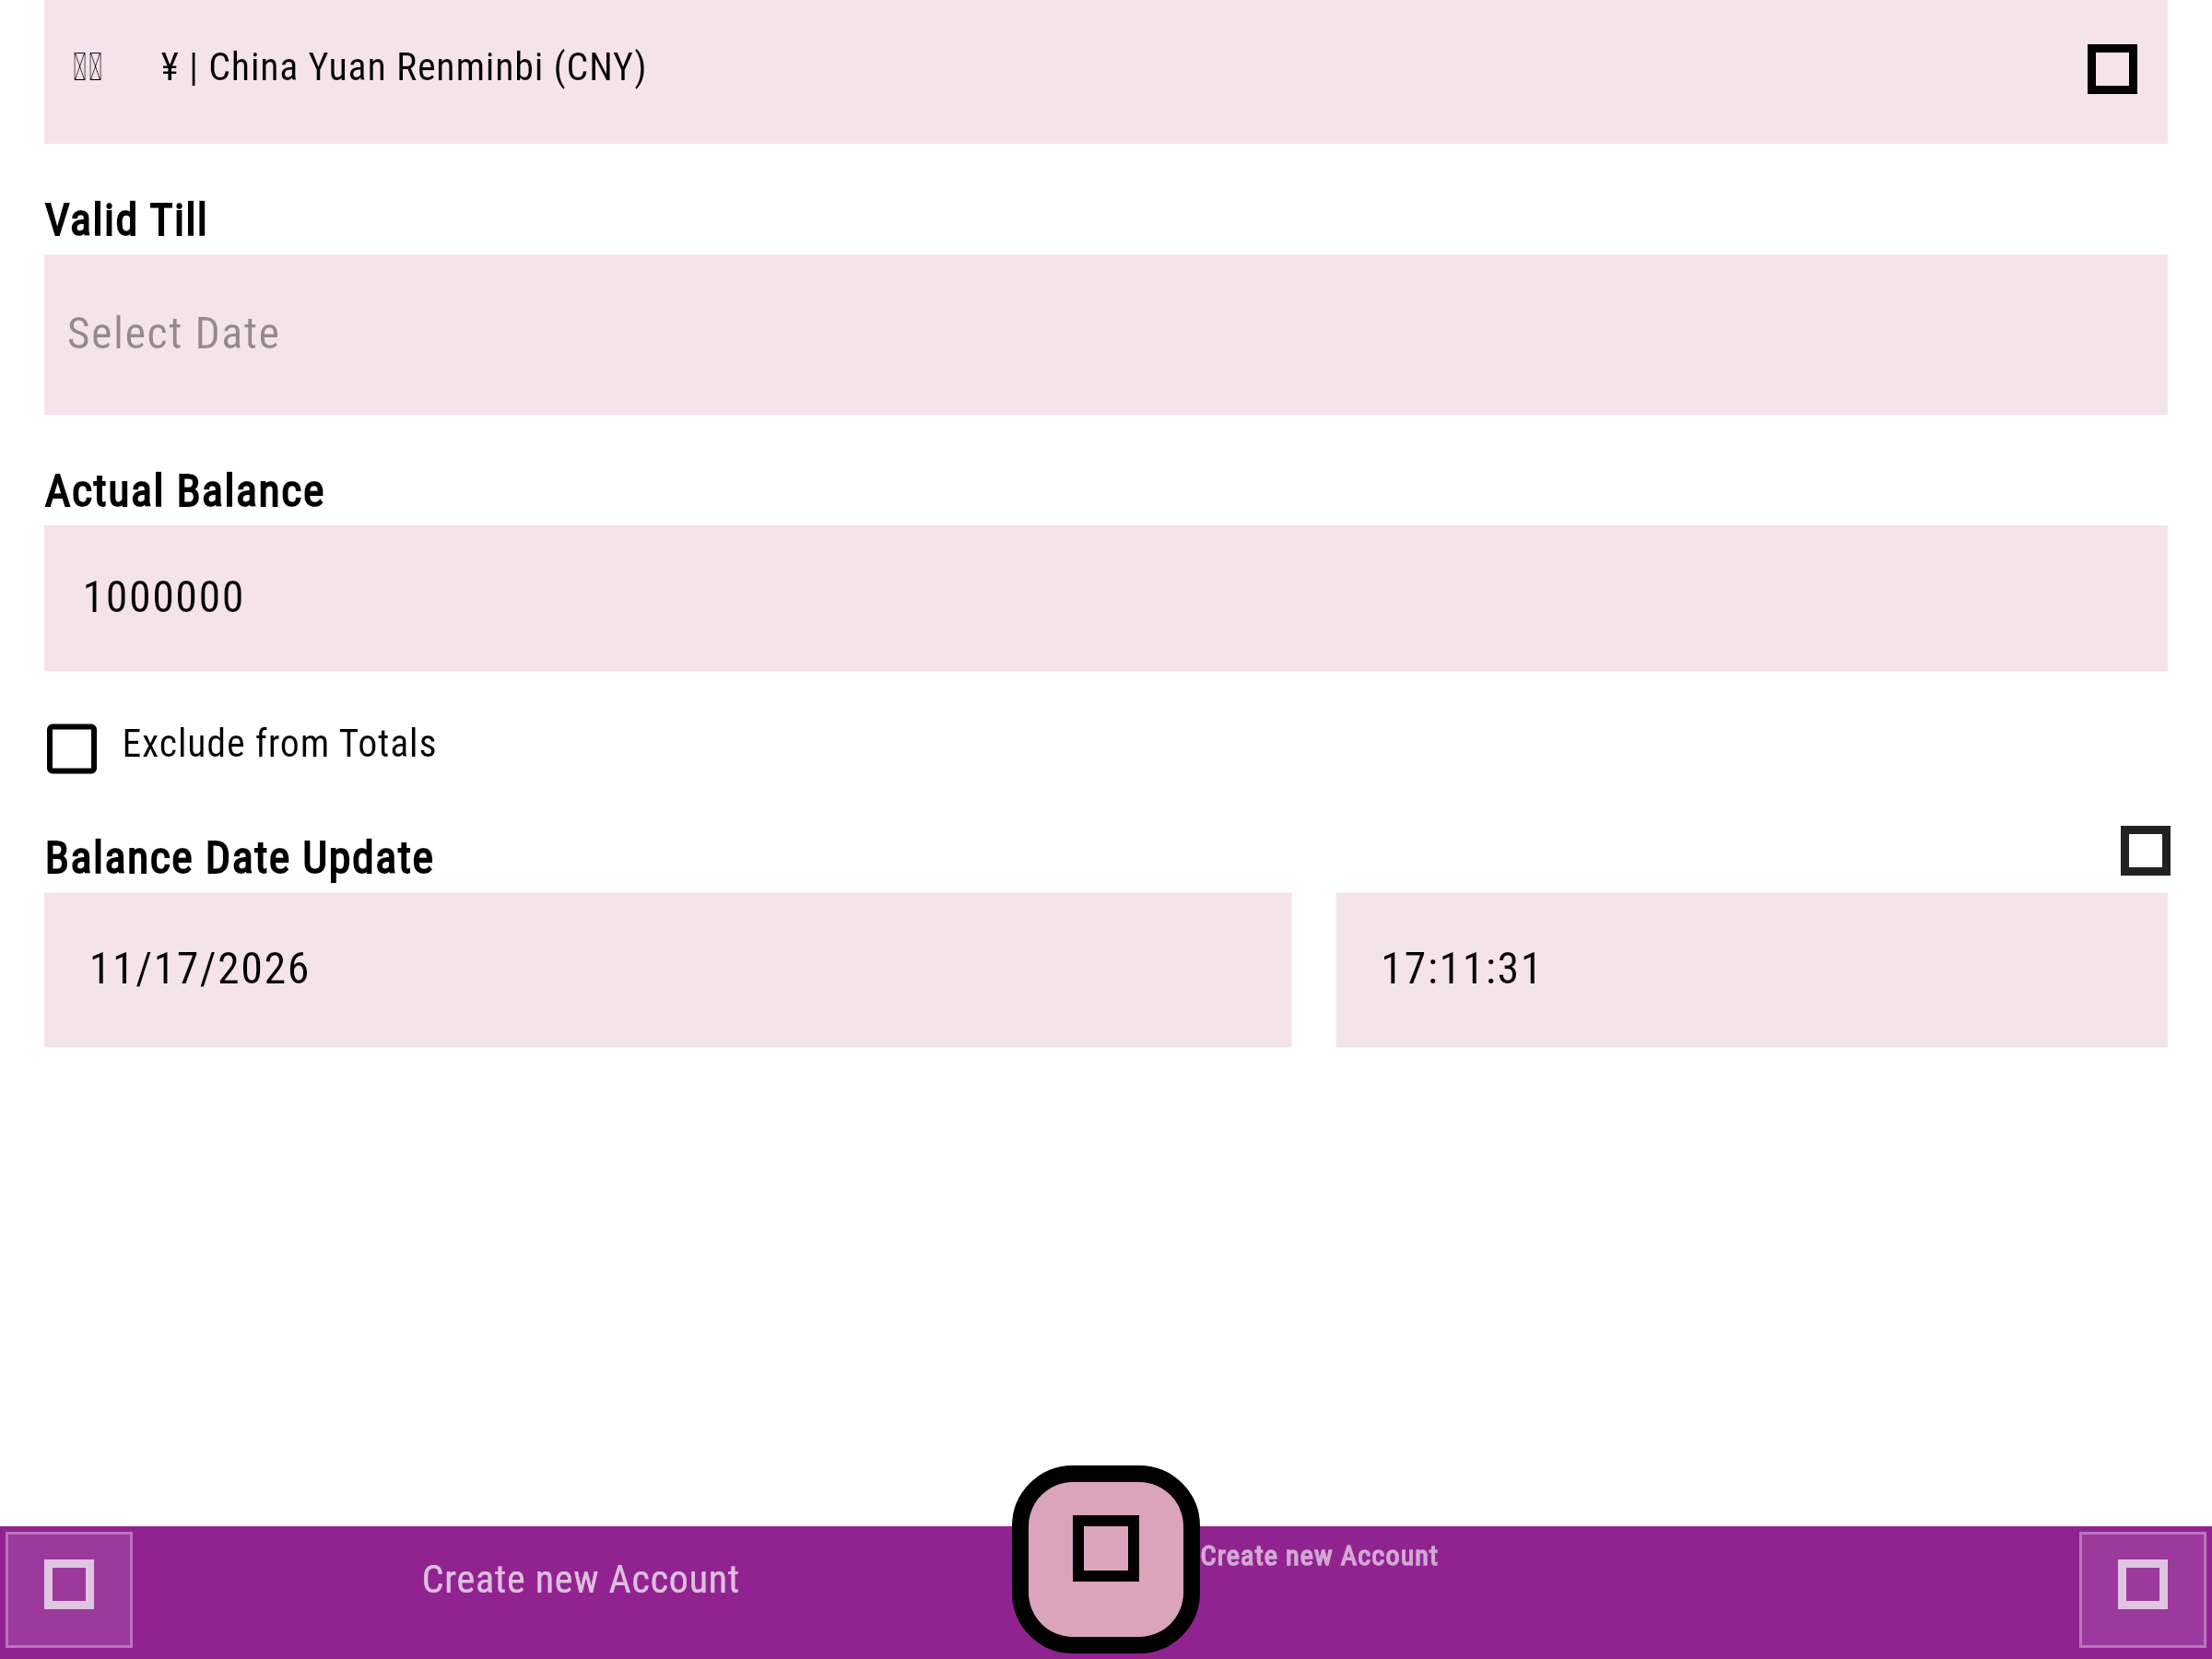 ¥ | China Yuan Renminbi (CNY)
Valid Till
Select Date
Actual Balance
1000000
Exclude from Totals
Balance Date Update
11/17/2026
17:11:31
Create new Account
Create new Account